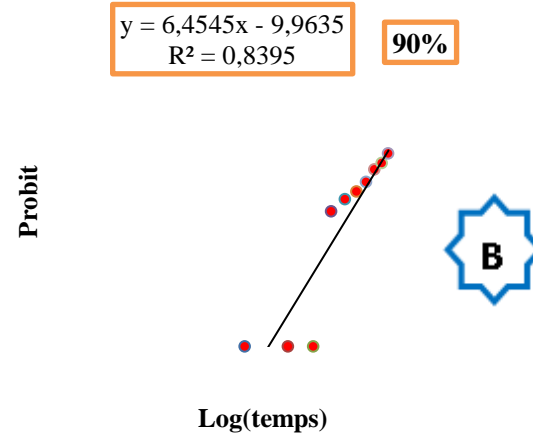 y = 6,4545x - 9,9635
R² = 0,8395
90%
Probit
B
Log(temps)